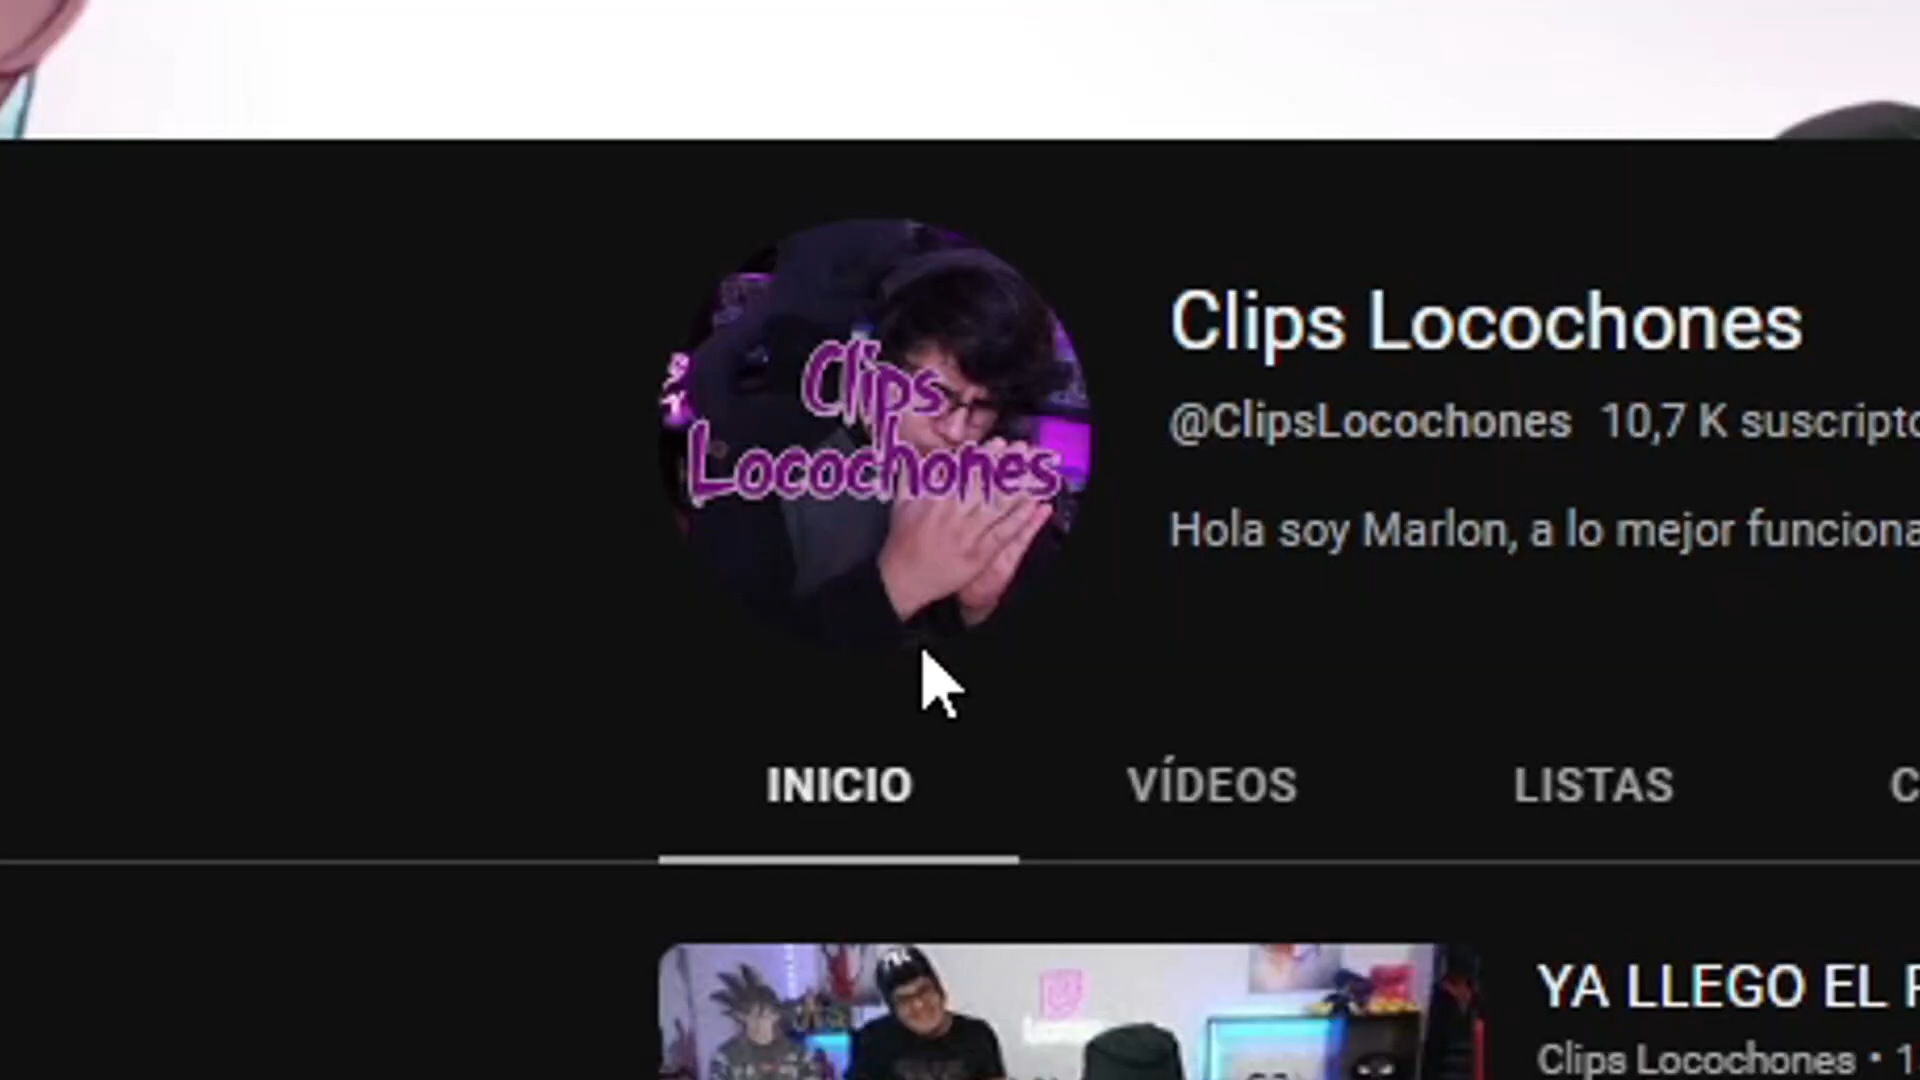 Clips
Locochones
Clips Locochones
@ClipsLocochones 10,7 K suscripto
Hola soy Marlon, a lo mejor funciona
INICIO VÍDEOS LISTAS C
YA LLEGO EL
Clips Locochones • 1